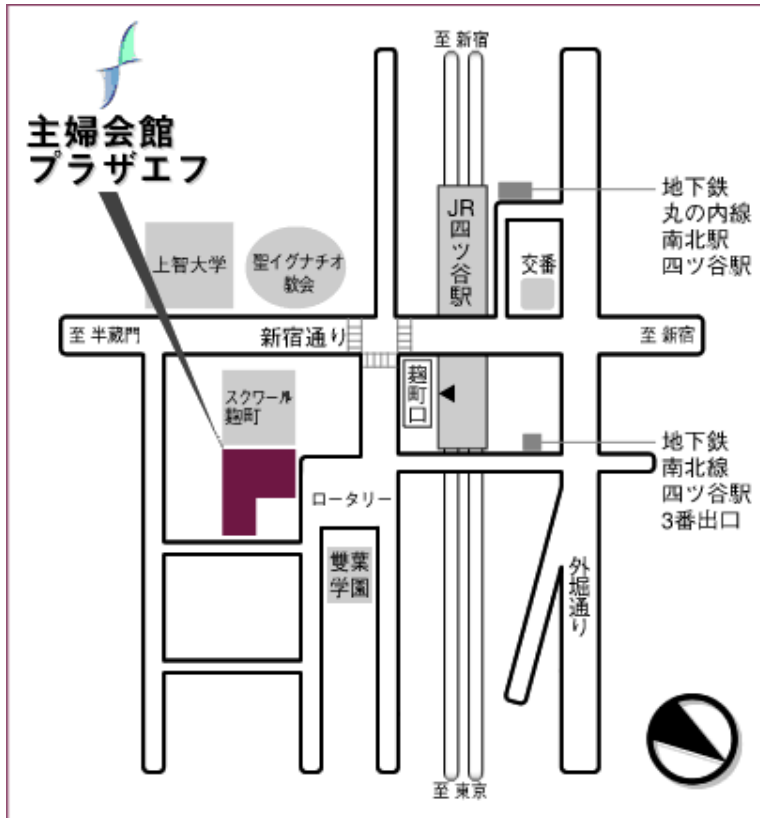 至 新宿
主婦会館
プラザエフ
地下鉄
丸の内線
南北駅
四ツ谷駅
JR四ツ谷駅
上智大学
聖イグナチオ
教会
交番
至 半蔵門
新宿通り
至 新宿
麹町口
スクワール
麹町
地下鉄
南北線
四ツ谷駅
3番出口
ロータリー
雙葉
学園
外堀通り
至 東京